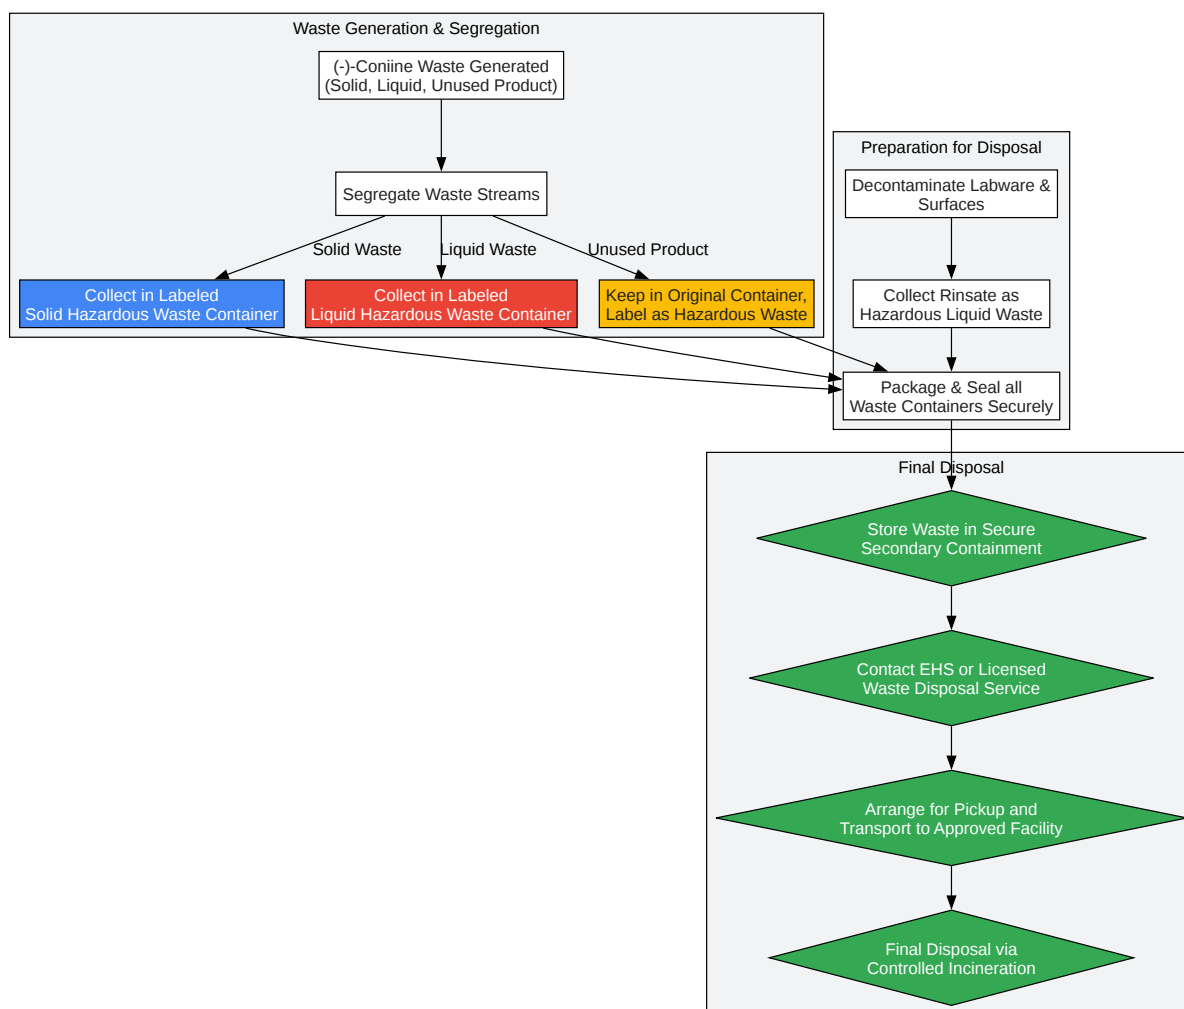 Waste Generation & Segregation
(-)-Coniine Waste Generated
(Solid, Liquid, Unused Product)
Segregate Waste Streams
Solid Waste
Liquid Waste
Unused Product
Collect in Labeled
Solid Hazardous Waste Container
Collect in Labeled
Liquid Hazardous Waste Container
Keep in Original Container,
Label as Hazardous Waste
Preparation for Disposal
Decontaminate Labware &
Surfaces
Collect Rinsate as
Hazardous Liquid Waste
Package & Seal all
Waste Containers Securely
Final Disposal
Store Waste in Secure
Secondary Containment
Contact EHS or Licensed
Waste Disposal Service
Arrange for Pickup and
Transport to Approved Facility
Final Disposal via
Controlled Incineration